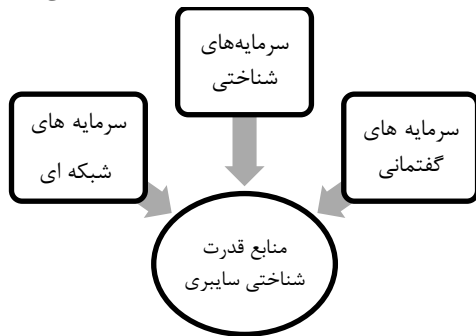 سرمایه‌های
شناختی
سرمایه های
گفتمانی
سرمایه های
شبکه ای
منابع قدرت
شناختی سایبری